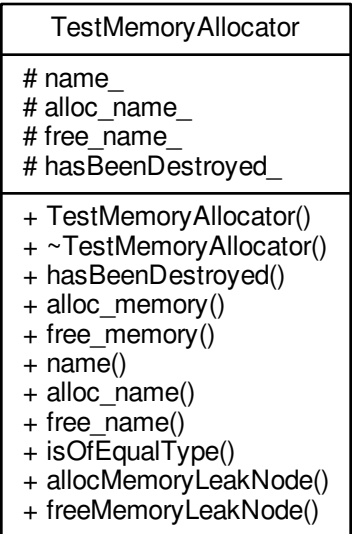 TestMemoryAllocator
# name_
# alloc_name_
# free_name_
# hasBeenDestroyed_
+ TestMemoryAllocator()
+ ~TestMemoryAllocator()
+ hasBeenDestroyed()
+ alloc_memory()
+ free_memory()
+ name()
+ alloc_name()
+ free_name()
+ isOfEqualType()
+ allocMemoryLeakNode()
+ freeMemoryLeakNode()